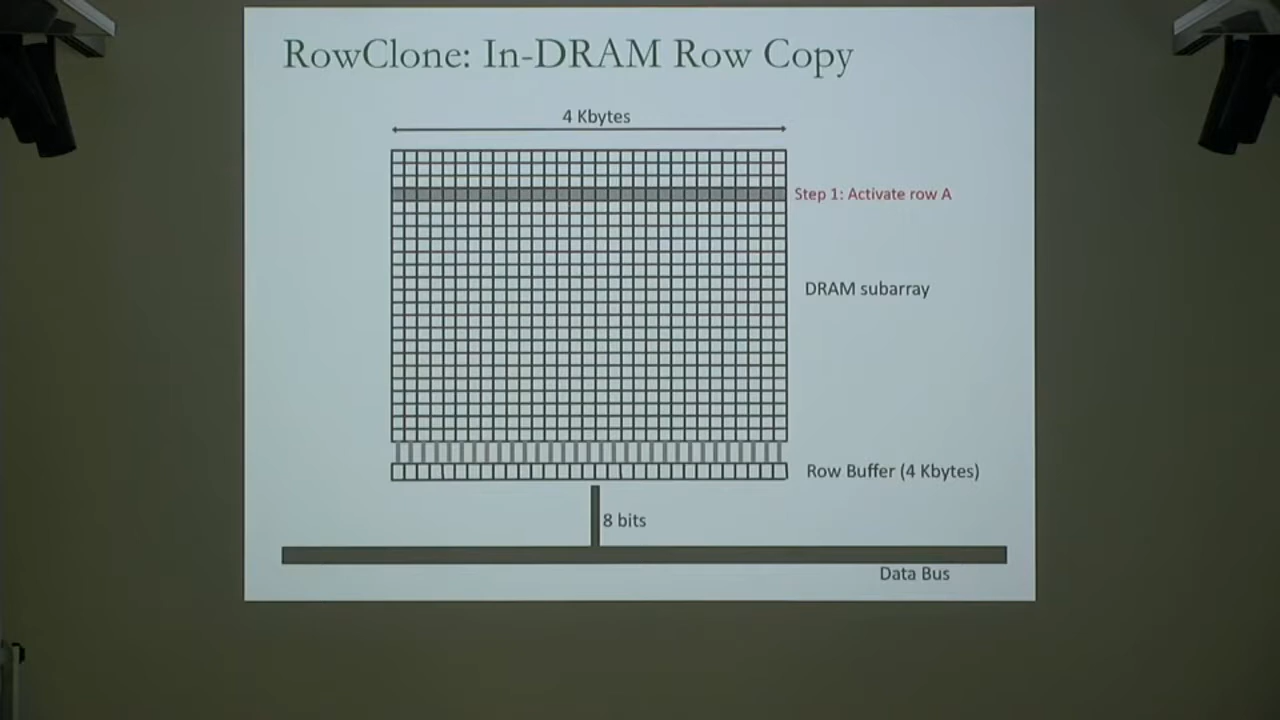 RowClone: In-DRAM Row Copy
4 Kbytes
Step 1: Activate row A
DRAM subarray
Row Buffer (4 Kbytes)
8 bits
Data Bus